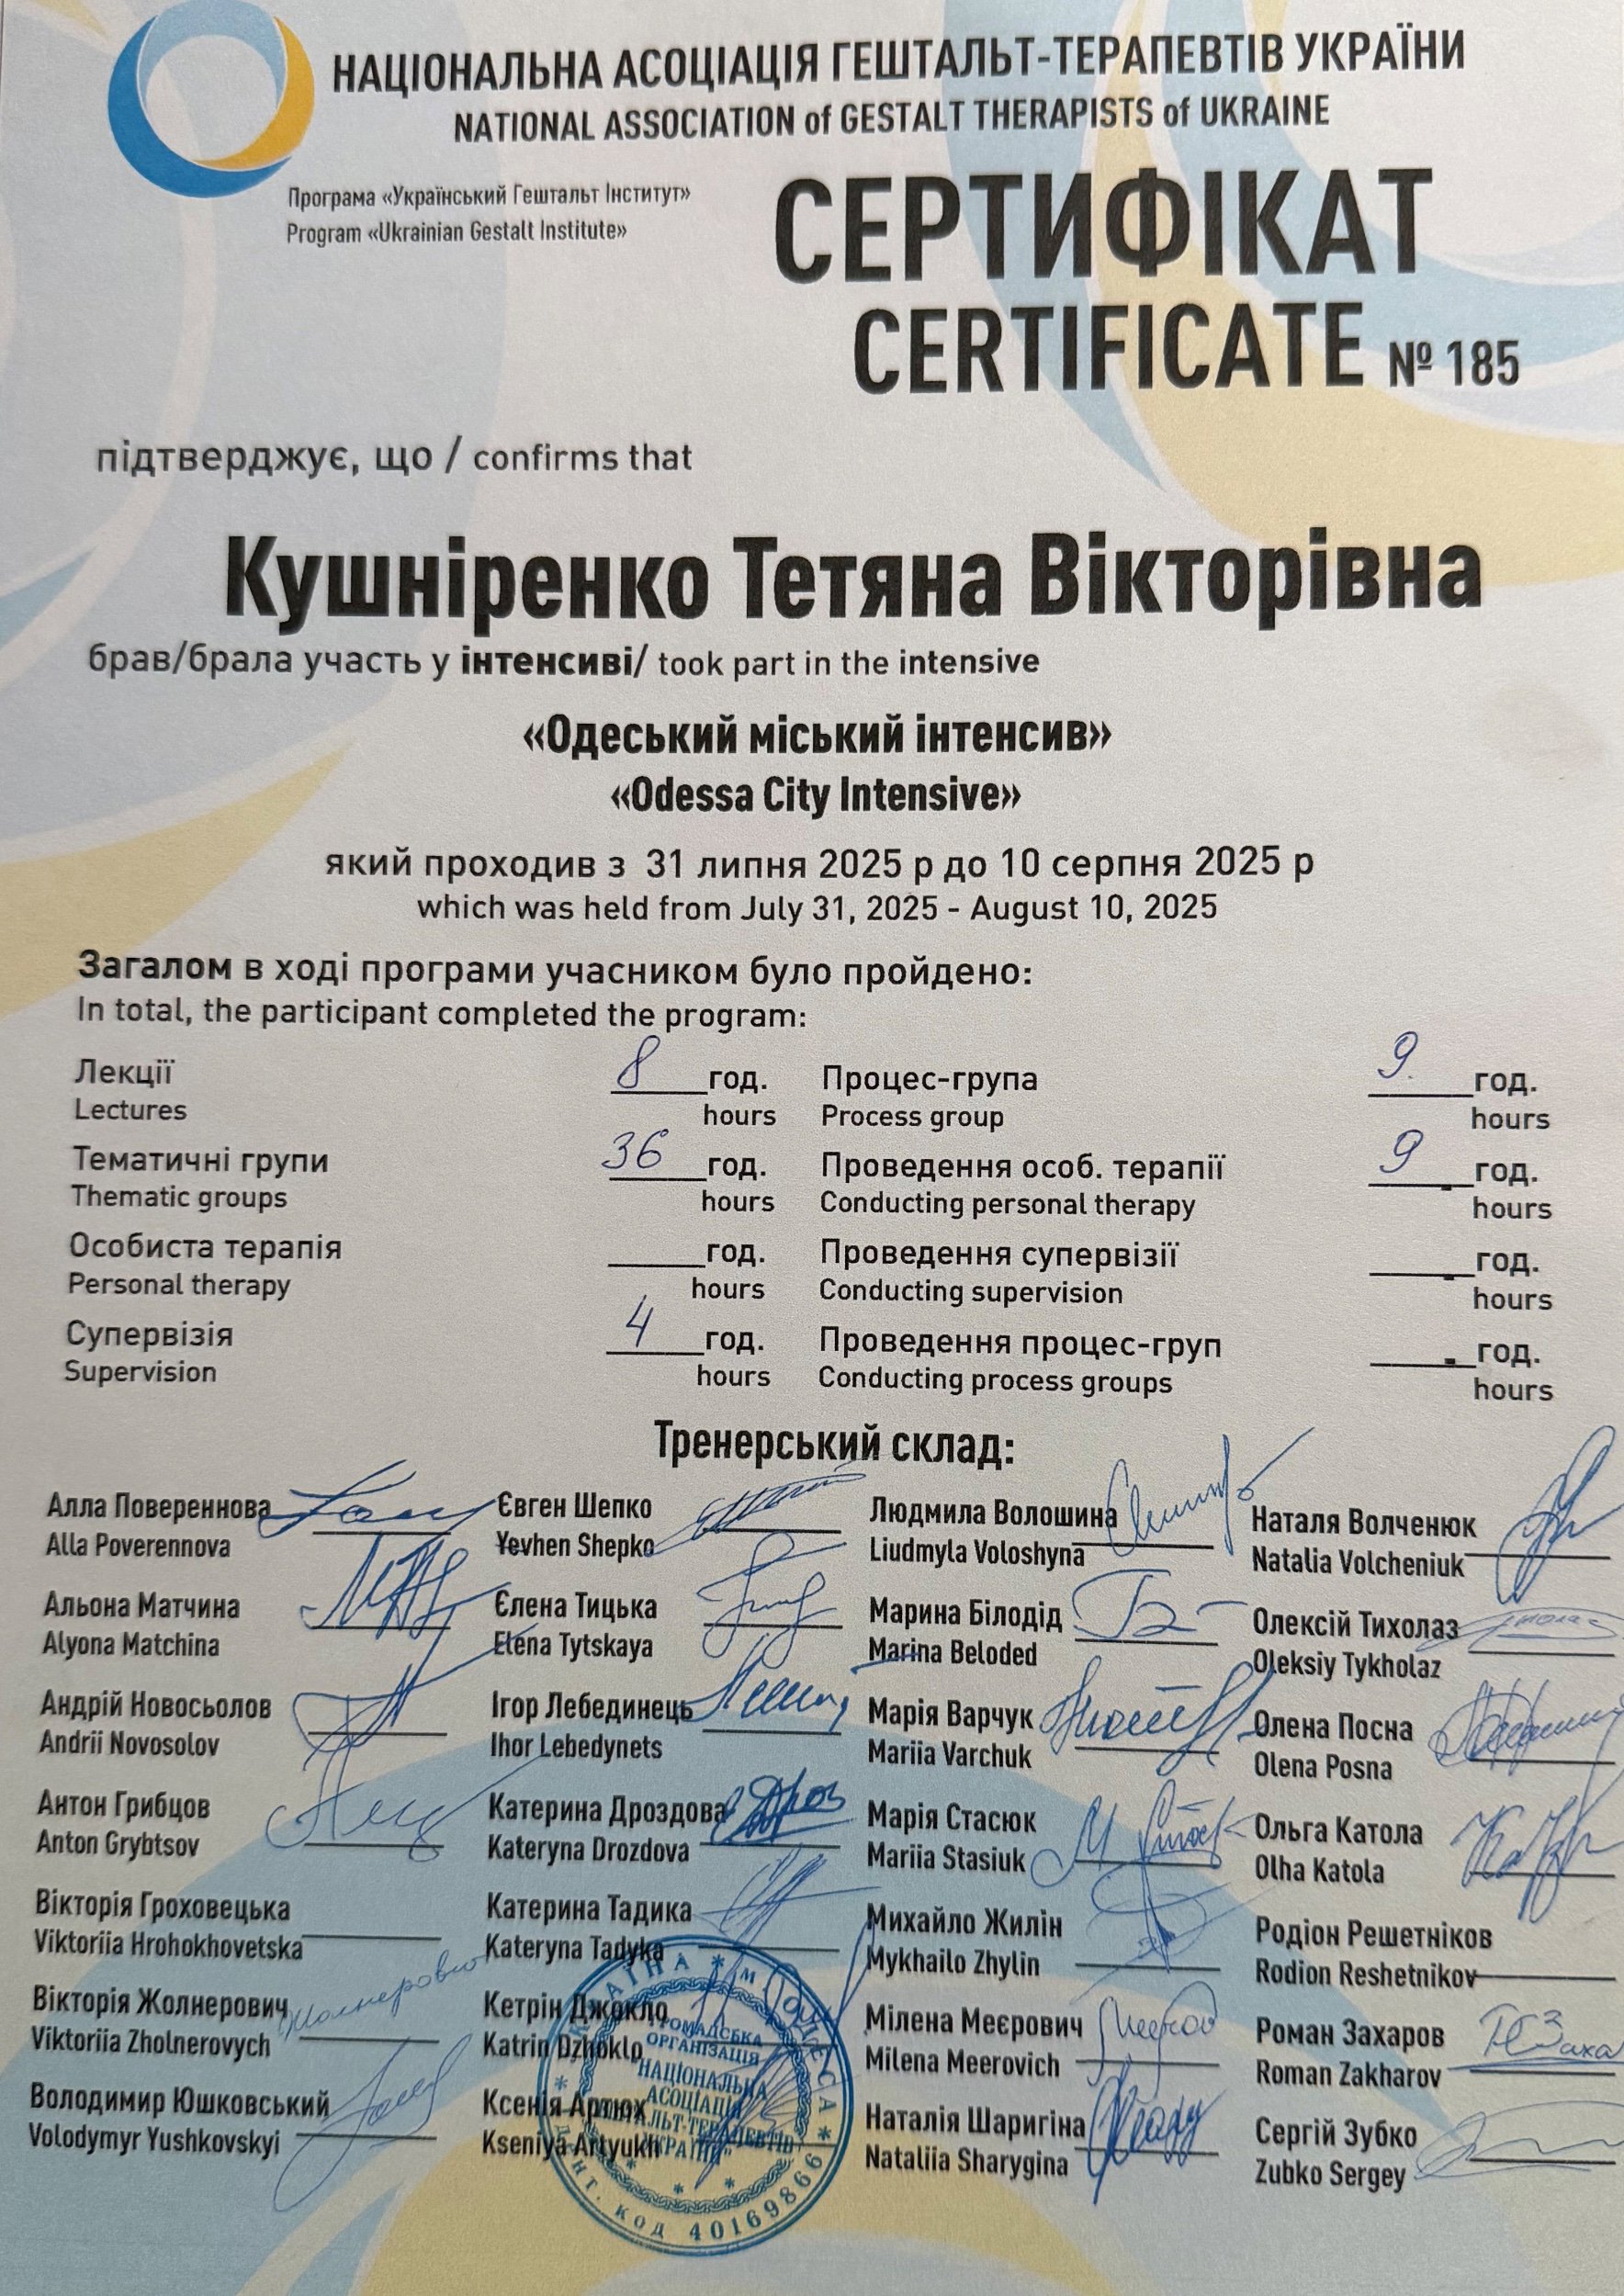 НАЦІОНАЛЬНА АСОЦІАЦІЯ ГЕШТАЛЬТ-ТЕРАПЕВТІВ УКРАЇНИ
NATIONAL ASSOCIATION of GESTALT THERAPISTS of UKRAINE
Програма «Український Гештальт Інститут»
Program «Ukrainian Gestalt Institute»
СЕРТИФІКАТ
CERTIFICATE № 185
підтверджує, що / confirms that
Кушніренко Тетяна Вікторівна
брав/брала участь у інтенсиві/ took part in the intensive
«Одеський міський інтенсив»
«Odessa City Intensive»
який проходив з 31 липня 2025 р до 10 серпня 2025 р
which was held from July 31, 2025 - August 10, 2025
Загалом в ході програми учасником було пройдено:
In total, the participant completed the program:
Лекції 8 год. Процес-група 9 год.
Lectures hours Process group hours
Тематичні групи 36 год. Проведення особ. терапії 9 год.
Thematic groups hours Conducting personal therapy hours
Особиста терапія год. Проведення супервізії год.
Personal therapy hours Conducting supervision hours
Супервізія 4 год. Проведення процес-груп год.
Supervision hours Conducting process groups hours
Тренерський склад:
Алла Повереннова Євген Шепко Людмила Волошина Наталя Волченюк
Alla Poverennova Yevhen Shepko Liudmyla Voloshyna Natalia Volcheniuk
Альона Матчина Єлена Тицька Марина Білодід Олексій Тихолаз
Alyona Matchina Elena Tytskaya Marina Beloded Oleksiy Tykholaz
Андрій Новосьолов Ігор Лебединець Марія Варчук Олена Посна
Andrii Novosolov Ihor Lebedynets Mariia Varchuk Olena Posna
Антон Грибцов Катерина Дроздова Марія Стасюк Ольга Катола
Anton Grybtsov Kateryna Drozdova Mariia Stasiuk Olha Katola
Вікторія Гроховецька Катерина Тадика Михайло Жилін Родіон Решетніков
Viktoriia Hrohokhovetska Kateryna Tadyka Mykhailo Zhylin Rodion Reshetnikov
Вікторія Жолнерович Кетрін Джокло Мілена Меєрович Роман Захаров
Viktoriia Zholnerovych Katrin Dzhoklo Milena Meerovich Roman Zakharov
Володимир Юшковський Ксенія Артюх Наталія Шаригіна Сергій Зубко
Volodymyr Yushkovskyi Kseniya Artyukh Nataliia Sharygina Zubko Sergey
ГРОМАДСЬКА
ОРГАНІЗАЦІЯ
НАЦІОНАЛЬНА
АСОЦІАЦІЯ
ГЕШТАЛЬТ-ТЕРАПЕВТІВ
УКРАЇНИ
код 40169866